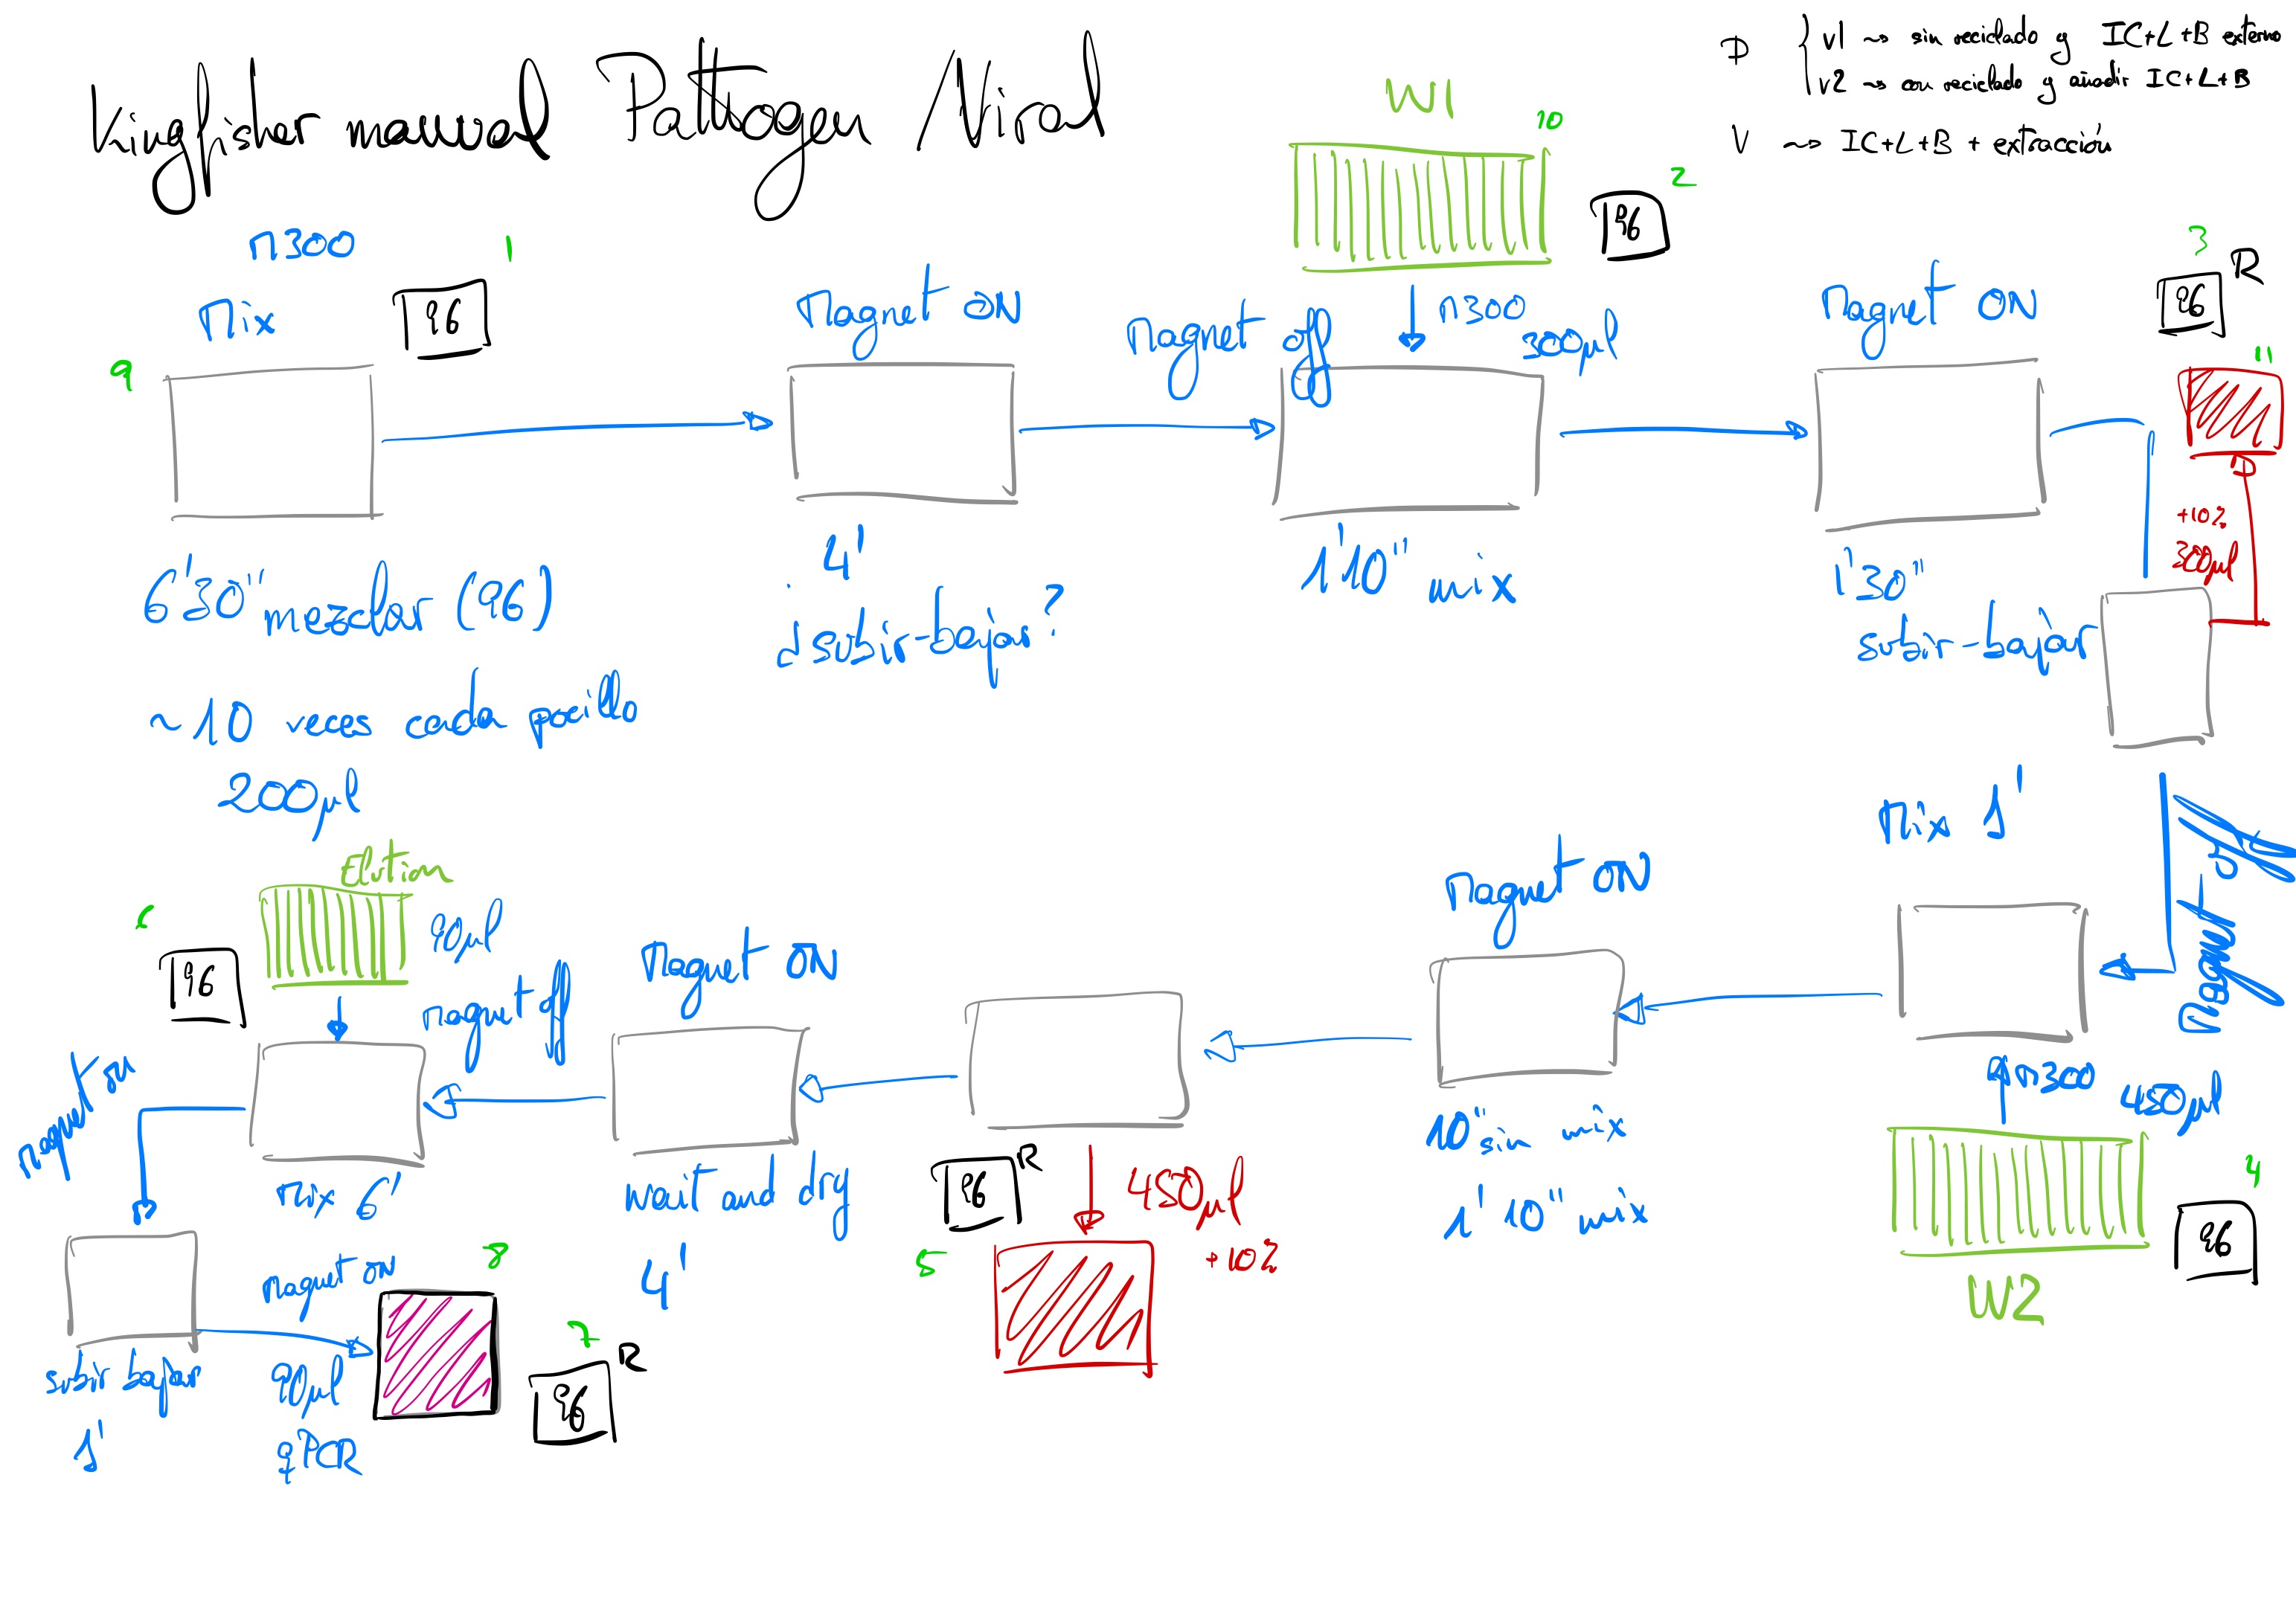 Kingfisher manual Pathogen / Viral
D { v1 ~> sin reciclado y IC+L+B externo
v2 ~> con reciclado y añadir IC+L+B
V ~> IC+L+B + extracción
M300
Mix
96
1
9
6'30" mezclar (96)
~10 veces cada pocillo
200µl
Magnet ON
4'
¿subir-bajar?
W1
10
96
2
Magnet off
M300
300µl
1'10" mix
Magnet ON
1'30"
subir-bajar
3
96 R
11
+10%
300µl
Magnet off
Mix 1'
M300
450µl
W2
4
96
Magnet ON
10" sin mix
1'10" mix
96 R
5
450µl
+10%
Magnet ON
wait and dry
4'
Elution
90µl
6
96
Magnet off
Mix 6'
Magnet on
subir bajar
1'
Magnet ON
90µl
qPCR
8
7
96 R